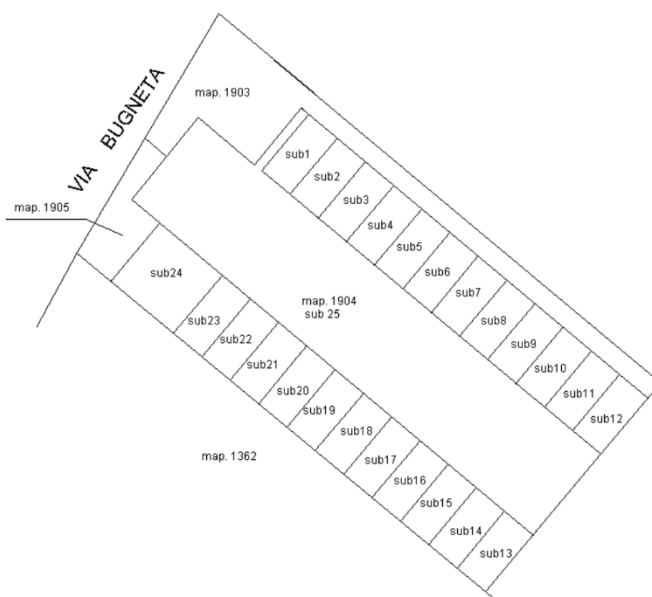 VIA BUGNETA
map. 1903
map. 1905
map. 1904
sub 25
map. 1362
sub1
sub2
sub3
sub4
sub5
sub6
sub7
sub8
sub9
sub10
sub11
sub12
sub24
sub23
sub22
sub21
sub20
sub19
sub18
sub17
sub16
sub15
sub14
sub13